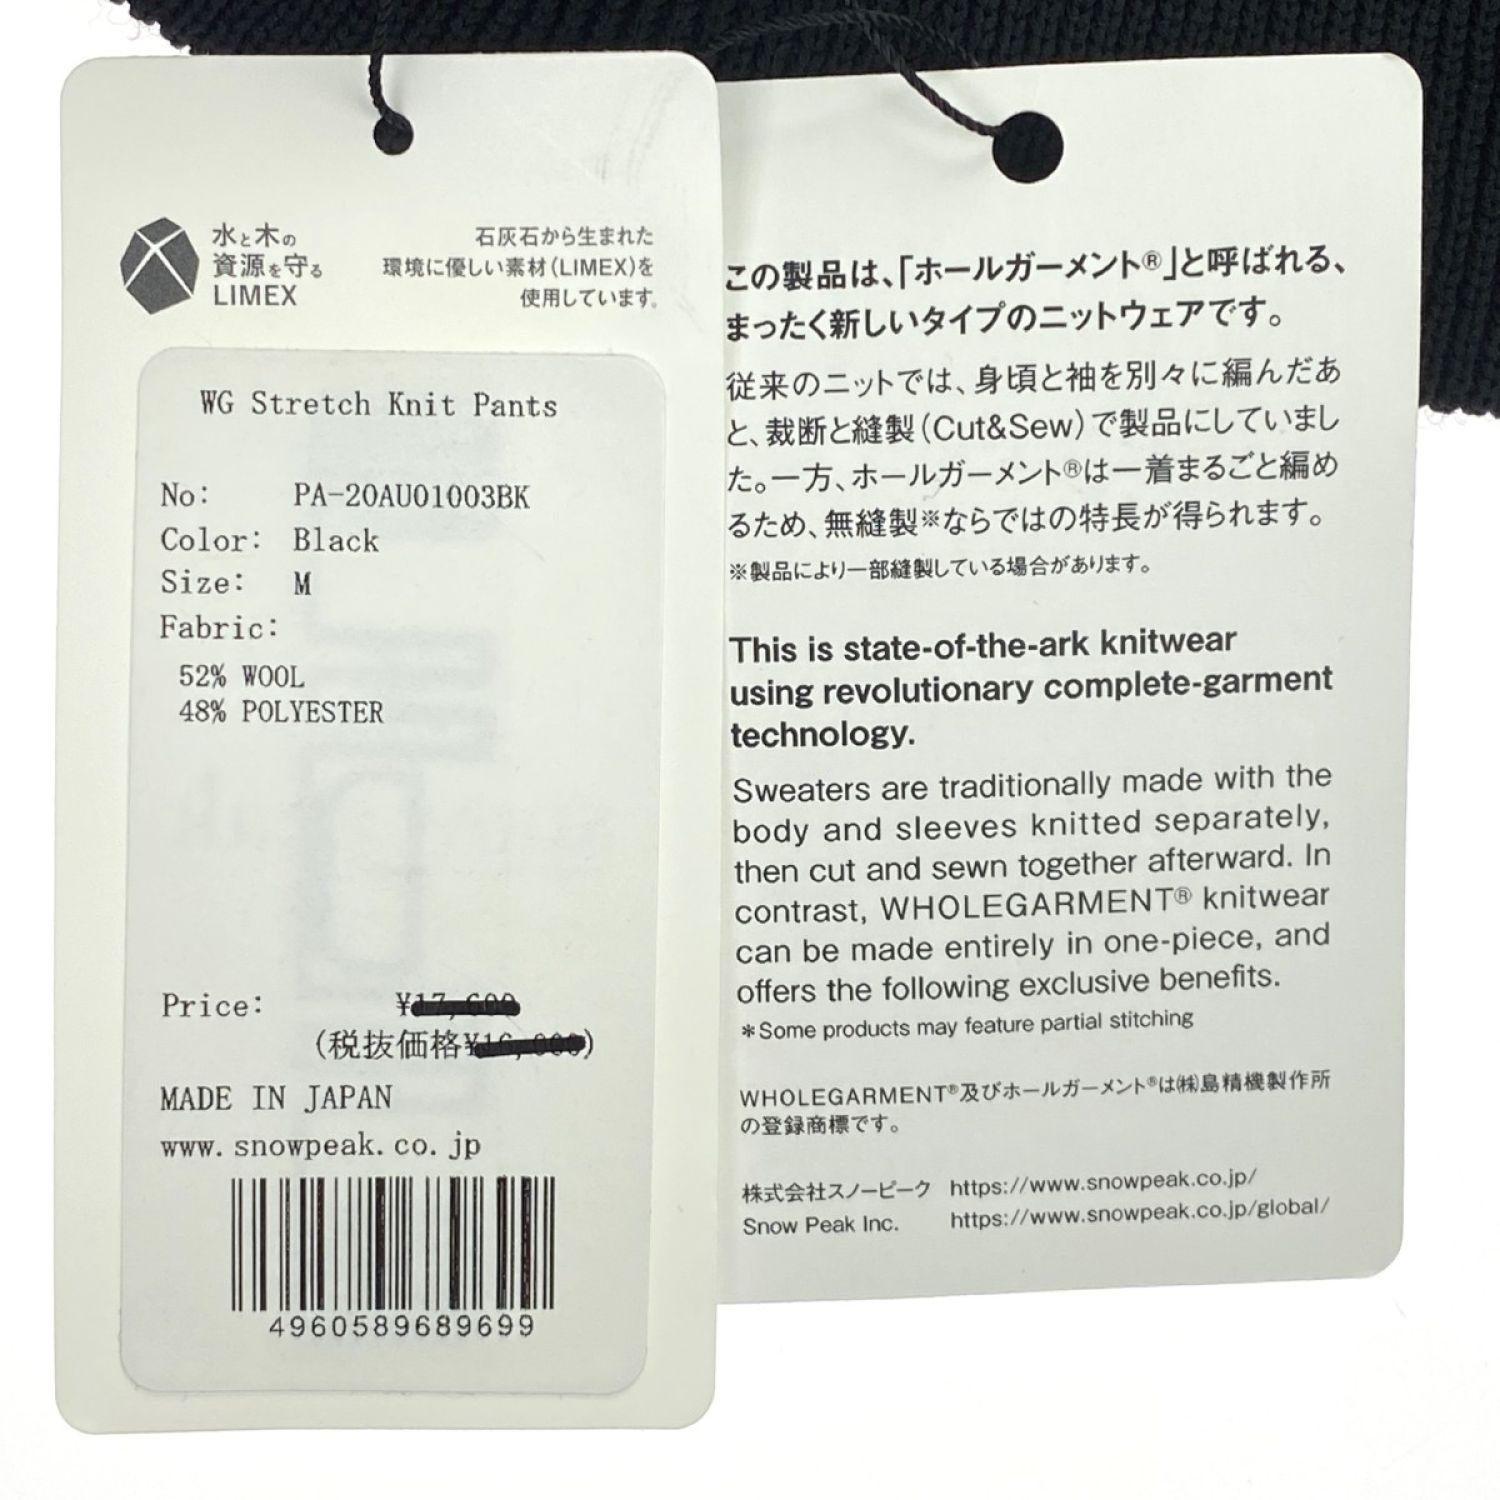 水と木の
資源を守る
LIMEX
石灰石から生まれた
環境に優しい素材(LIMEX)を
使用しています。
WG Stretch Knit Pants
No: PA-20AU01003BK
Color: Black
Size: M
Fabric:
52% WOOL
48% POLYESTER
Price: ¥17,600
(税抜価格¥16,000)
MADE IN JAPAN
www.snowpeak.co.jp
4960589689699
この製品は、「ホールガーメント®」と呼ばれる、
まったく新しいタイプのニットウェアです。
従来のニットでは、身頃と袖を別々に編んだあ
と、裁断と縫製(Cut&Sew)で製品にしていまし
た。一方、ホールガーメント®は一着まるごと編め
るため、無縫製※ならではの特長が得られます。
※製品により一部縫製している場合があります。
This is state-of-the-ark knitwear
using revolutionary complete-garment
technology.
Sweaters are traditionally made with the
body and sleeves knitted separately,
then cut and sewn together afterward. In
contrast, WHOLEGARMENT® knitwear
can be made entirely in one-piece, and
offers the following exclusive benefits.
*Some products may feature partial stitching
WHOLEGARMENT®及びホールガーメント®は㈱島精機製作所
の登録商標です。
株式会社スノーピーク https://www.snowpeak.co.jp/
Snow Peak Inc. https://www.snowpeak.co.jp/global/